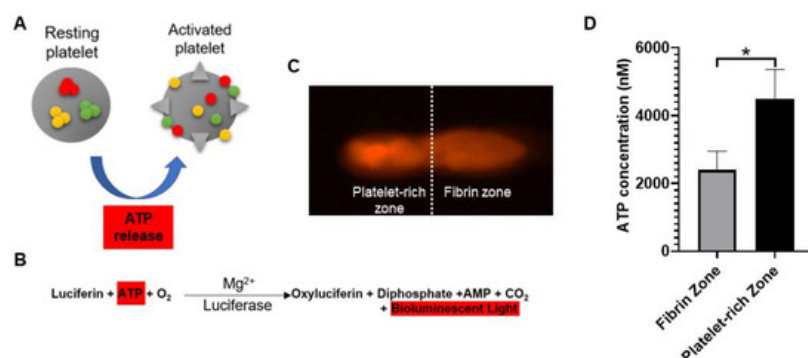 A
Resting
platelet
Activated
platelet
ATP
release
B
Luciferin + ATP + O₂
Mg²⁺
Luciferase
Oxyluciferin + Diphosphate +AMP + CO₂
+ Bioluminescent Light
C
Platelet-rich
zone
Fibrin zone
D
ATP concentration (nM)
6000
4000
2000
0
*
Fibrin Zone
Platelet-rich Zone